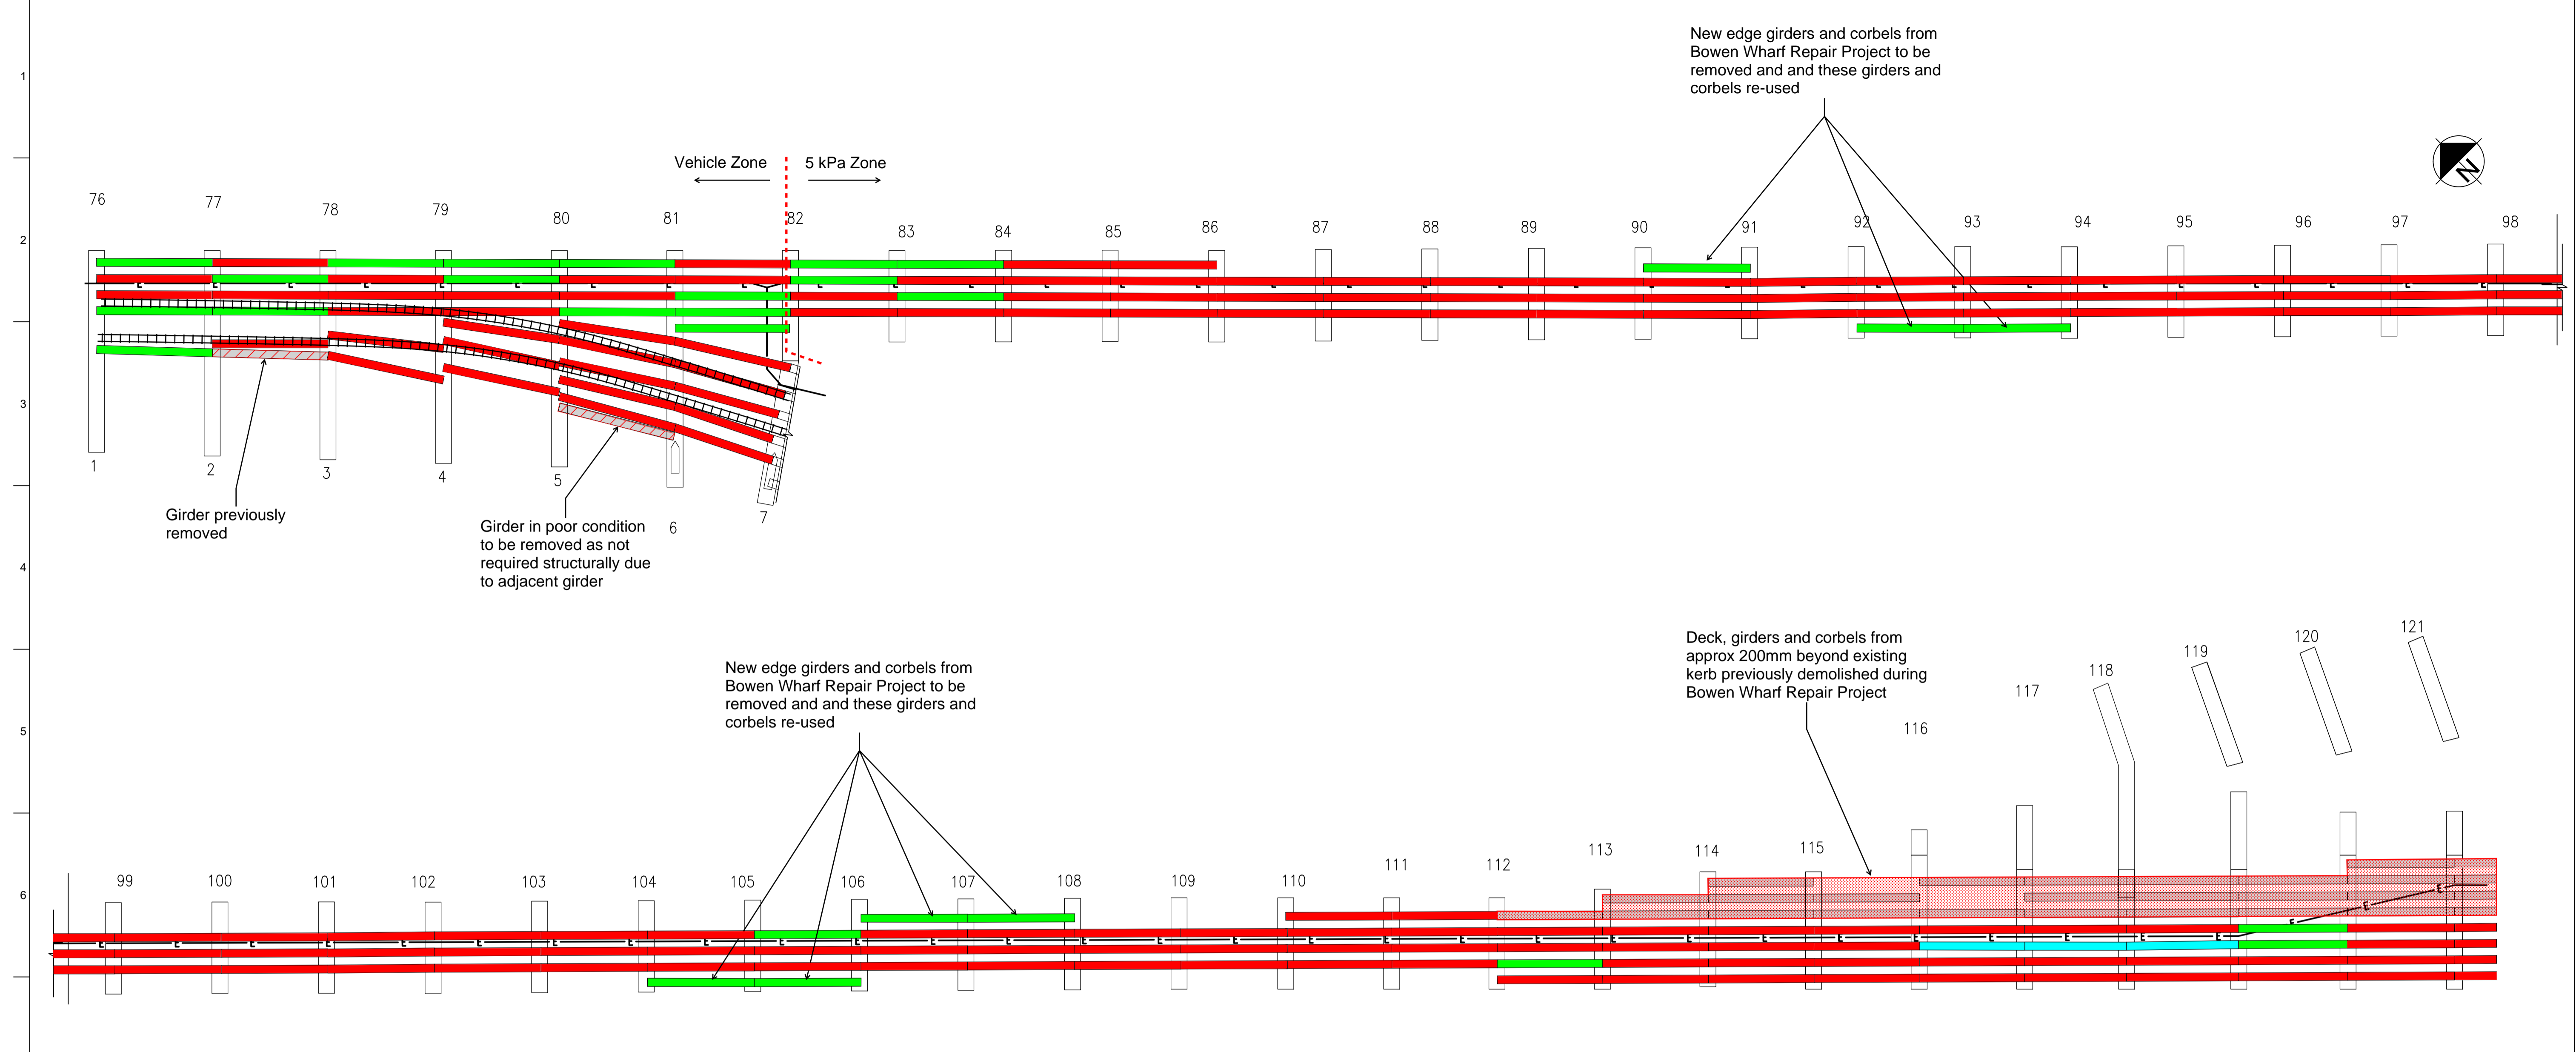 1
New edge girders and corbels from
Bowen Wharf Repair Project to be
removed and and these girders and
corbels re-used
N
Vehicle Zone
5 kPa Zone
2
76
77
78
79
80
81
82
83
84
85
86
87
88
89
90
91
92
93
94
95
96
97
98
E E E E E E E E E E E E E E E E E E E E E E E E E E E E E E E E
3
1
2
3
4
5
6
7
Girder previously
removed
Girder in poor condition
to be removed as not
required structurally due
to adjacent girder
4
New edge girders and corbels from
Bowen Wharf Repair Project to be
removed and and these girders and
corbels re-used
Deck, girders and corbels from
approx 200mm beyond existing
kerb previously demolished during
Bowen Wharf Repair Project
5
116
117
118
119
120
121
6
99
100
101
102
103
104
105
106
107
108
109
110
111
112
113
114
115
E E E E E E E E E E E E E E E E E E E E E E E E E E E E E E E E